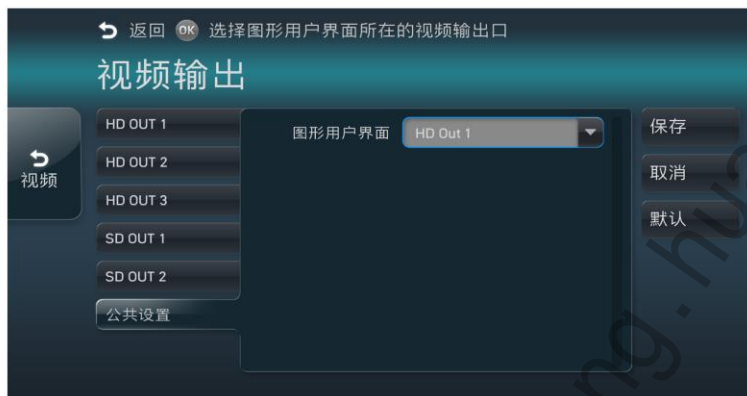 返回 OK 选择图形用户界面所在的视频输出口
视频输出
视频
HD OUT 1
HD OUT 2
HD OUT 3
SD OUT 1
SD OUT 2
公共设置
图形用户界面 HD Out 1
保存
取消
默认